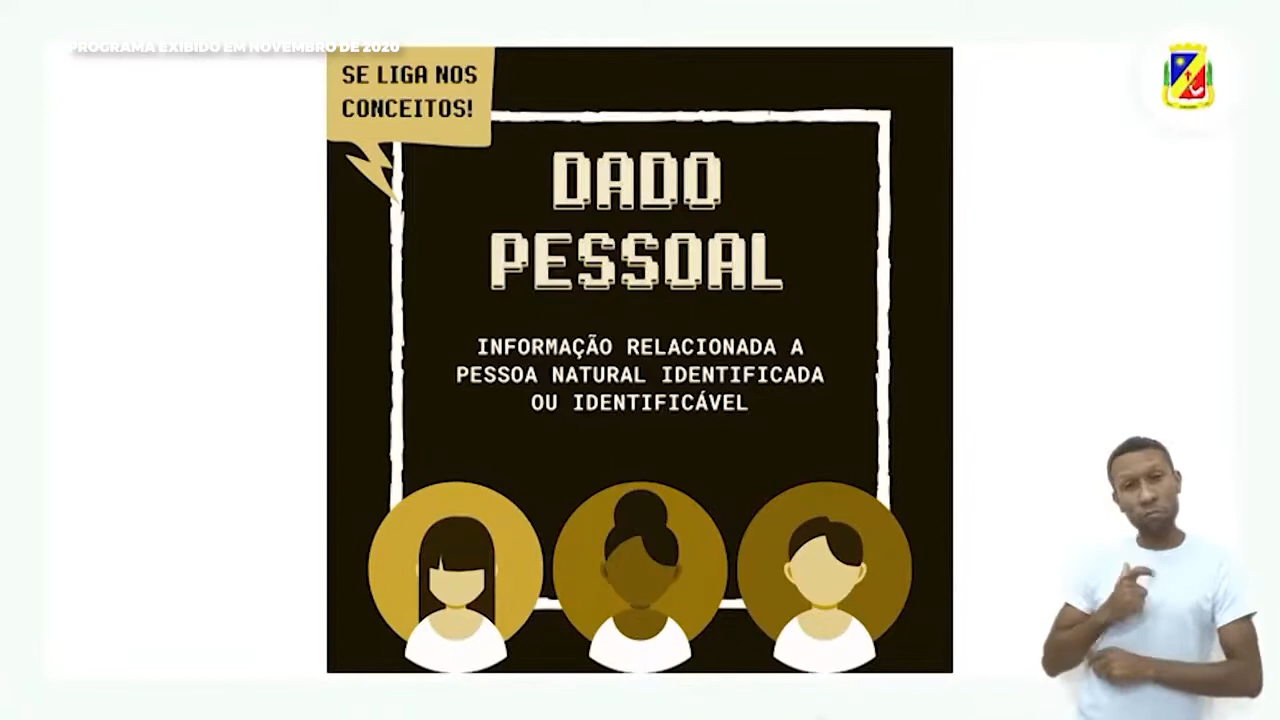 PROGRAMA EXIBIDO EM NOVEMBRO DE 2020
SE LIGA NOS
CONCEITOS!
DADO
PESSOAL
INFORMAÇÃO RELACIONADA A
PESSOA NATURAL IDENTIFICADA
OU IDENTIFICÁVEL